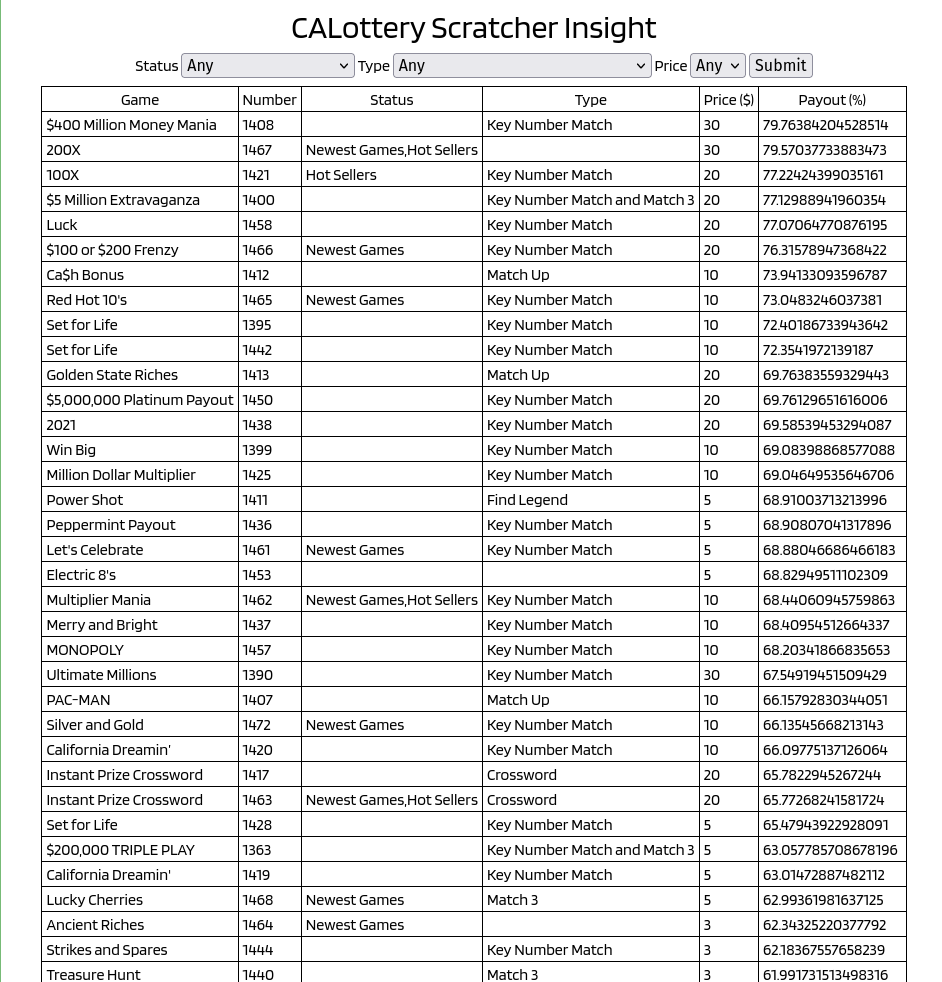 CALottery Scratcher Insight
Status Any Type Any Price Any Submit
Game Number Status Type Price ($) Payout (%)
$400 Million Money Mania 1408 Key Number Match 30 79.76384204528514
200X 1467 Newest Games,Hot Sellers 30 79.57037733883473
100X 1421 Hot Sellers Key Number Match 20 77.22424399035161
$5 Million Extravaganza 1400 Key Number Match and Match 3 20 77.12988941960354
Luck 1458 Key Number Match 20 77.07064770876195
$100 or $200 Frenzy 1466 Newest Games Key Number Match 20 76.31578947368422
Ca$h Bonus 1412 Match Up 10 73.94133093596787
Red Hot 10's 1465 Newest Games Key Number Match 10 73.0483246037381
Set for Life 1395 Key Number Match 10 72.40186733943642
Set for Life 1442 Key Number Match 10 72.3541972139187
Golden State Riches 1413 Match Up 20 69.76383559329443
$5,000,000 Platinum Payout 1450 Key Number Match 20 69.76129651616006
2021 1438 Key Number Match 20 69.58539453294087
Win Big 1399 Key Number Match 10 69.08398868577088
Million Dollar Multiplier 1425 Key Number Match 10 69.04649535646706
Power Shot 1411 Find Legend 5 68.91003713213996
Peppermint Payout 1436 Key Number Match 5 68.90807041317896
Let's Celebrate 1461 Newest Games Key Number Match 5 68.88046686466183
Electric 8's 1453 5 68.82949511102309
Multiplier Mania 1462 Newest Games,Hot Sellers Key Number Match 10 68.44060945759863
Merry and Bright 1437 Key Number Match 10 68.40954512664337
MONOPOLY 1457 Key Number Match 10 68.20341866835653
Ultimate Millions 1390 Key Number Match 30 67.54919451509429
PAC-MAN 1407 Match Up 10 66.15792830344051
Silver and Gold 1472 Newest Games Key Number Match 10 66.13545668213143
California Dreamin' 1420 Key Number Match 10 66.09775137126064
Instant Prize Crossword 1417 Crossword 20 65.7822945267244
Instant Prize Crossword 1463 Newest Games,Hot Sellers Crossword 20 65.77268241581724
Set for Life 1428 Key Number Match 5 65.47943922928091
$200,000 TRIPLE PLAY 1363 Key Number Match and Match 3 5 63.057785708678196
California Dreamin' 1419 Key Number Match 5 63.01472887482112
Lucky Cherries 1468 Newest Games Match 3 5 62.99361981637125
Ancient Riches 1464 Newest Games 3 62.34325220377792
Strikes and Spares 1444 Key Number Match 3 62.18367557658239
Treasure Hunt 1440 Match 3 3 61.991731513498316